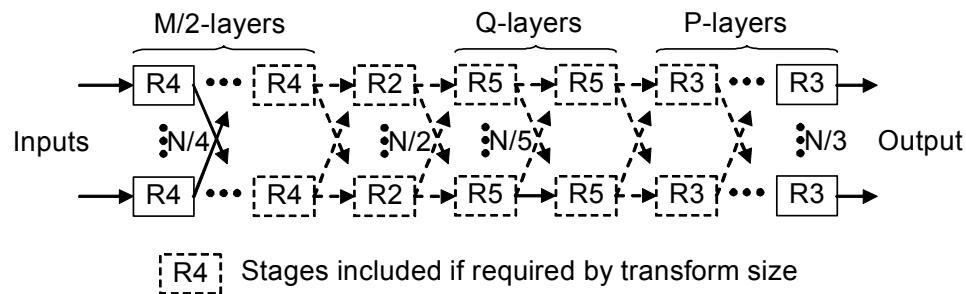 M/2-layers Q-layers P-layers
R4 ••• R4 R2 R5 R5 R3 ••• R3
Inputs N/4 N/2 N/5 N/3 Output
R4 ••• R4 R2 R5 R5 R3 ••• R3
R4 Stages included if required by transform size